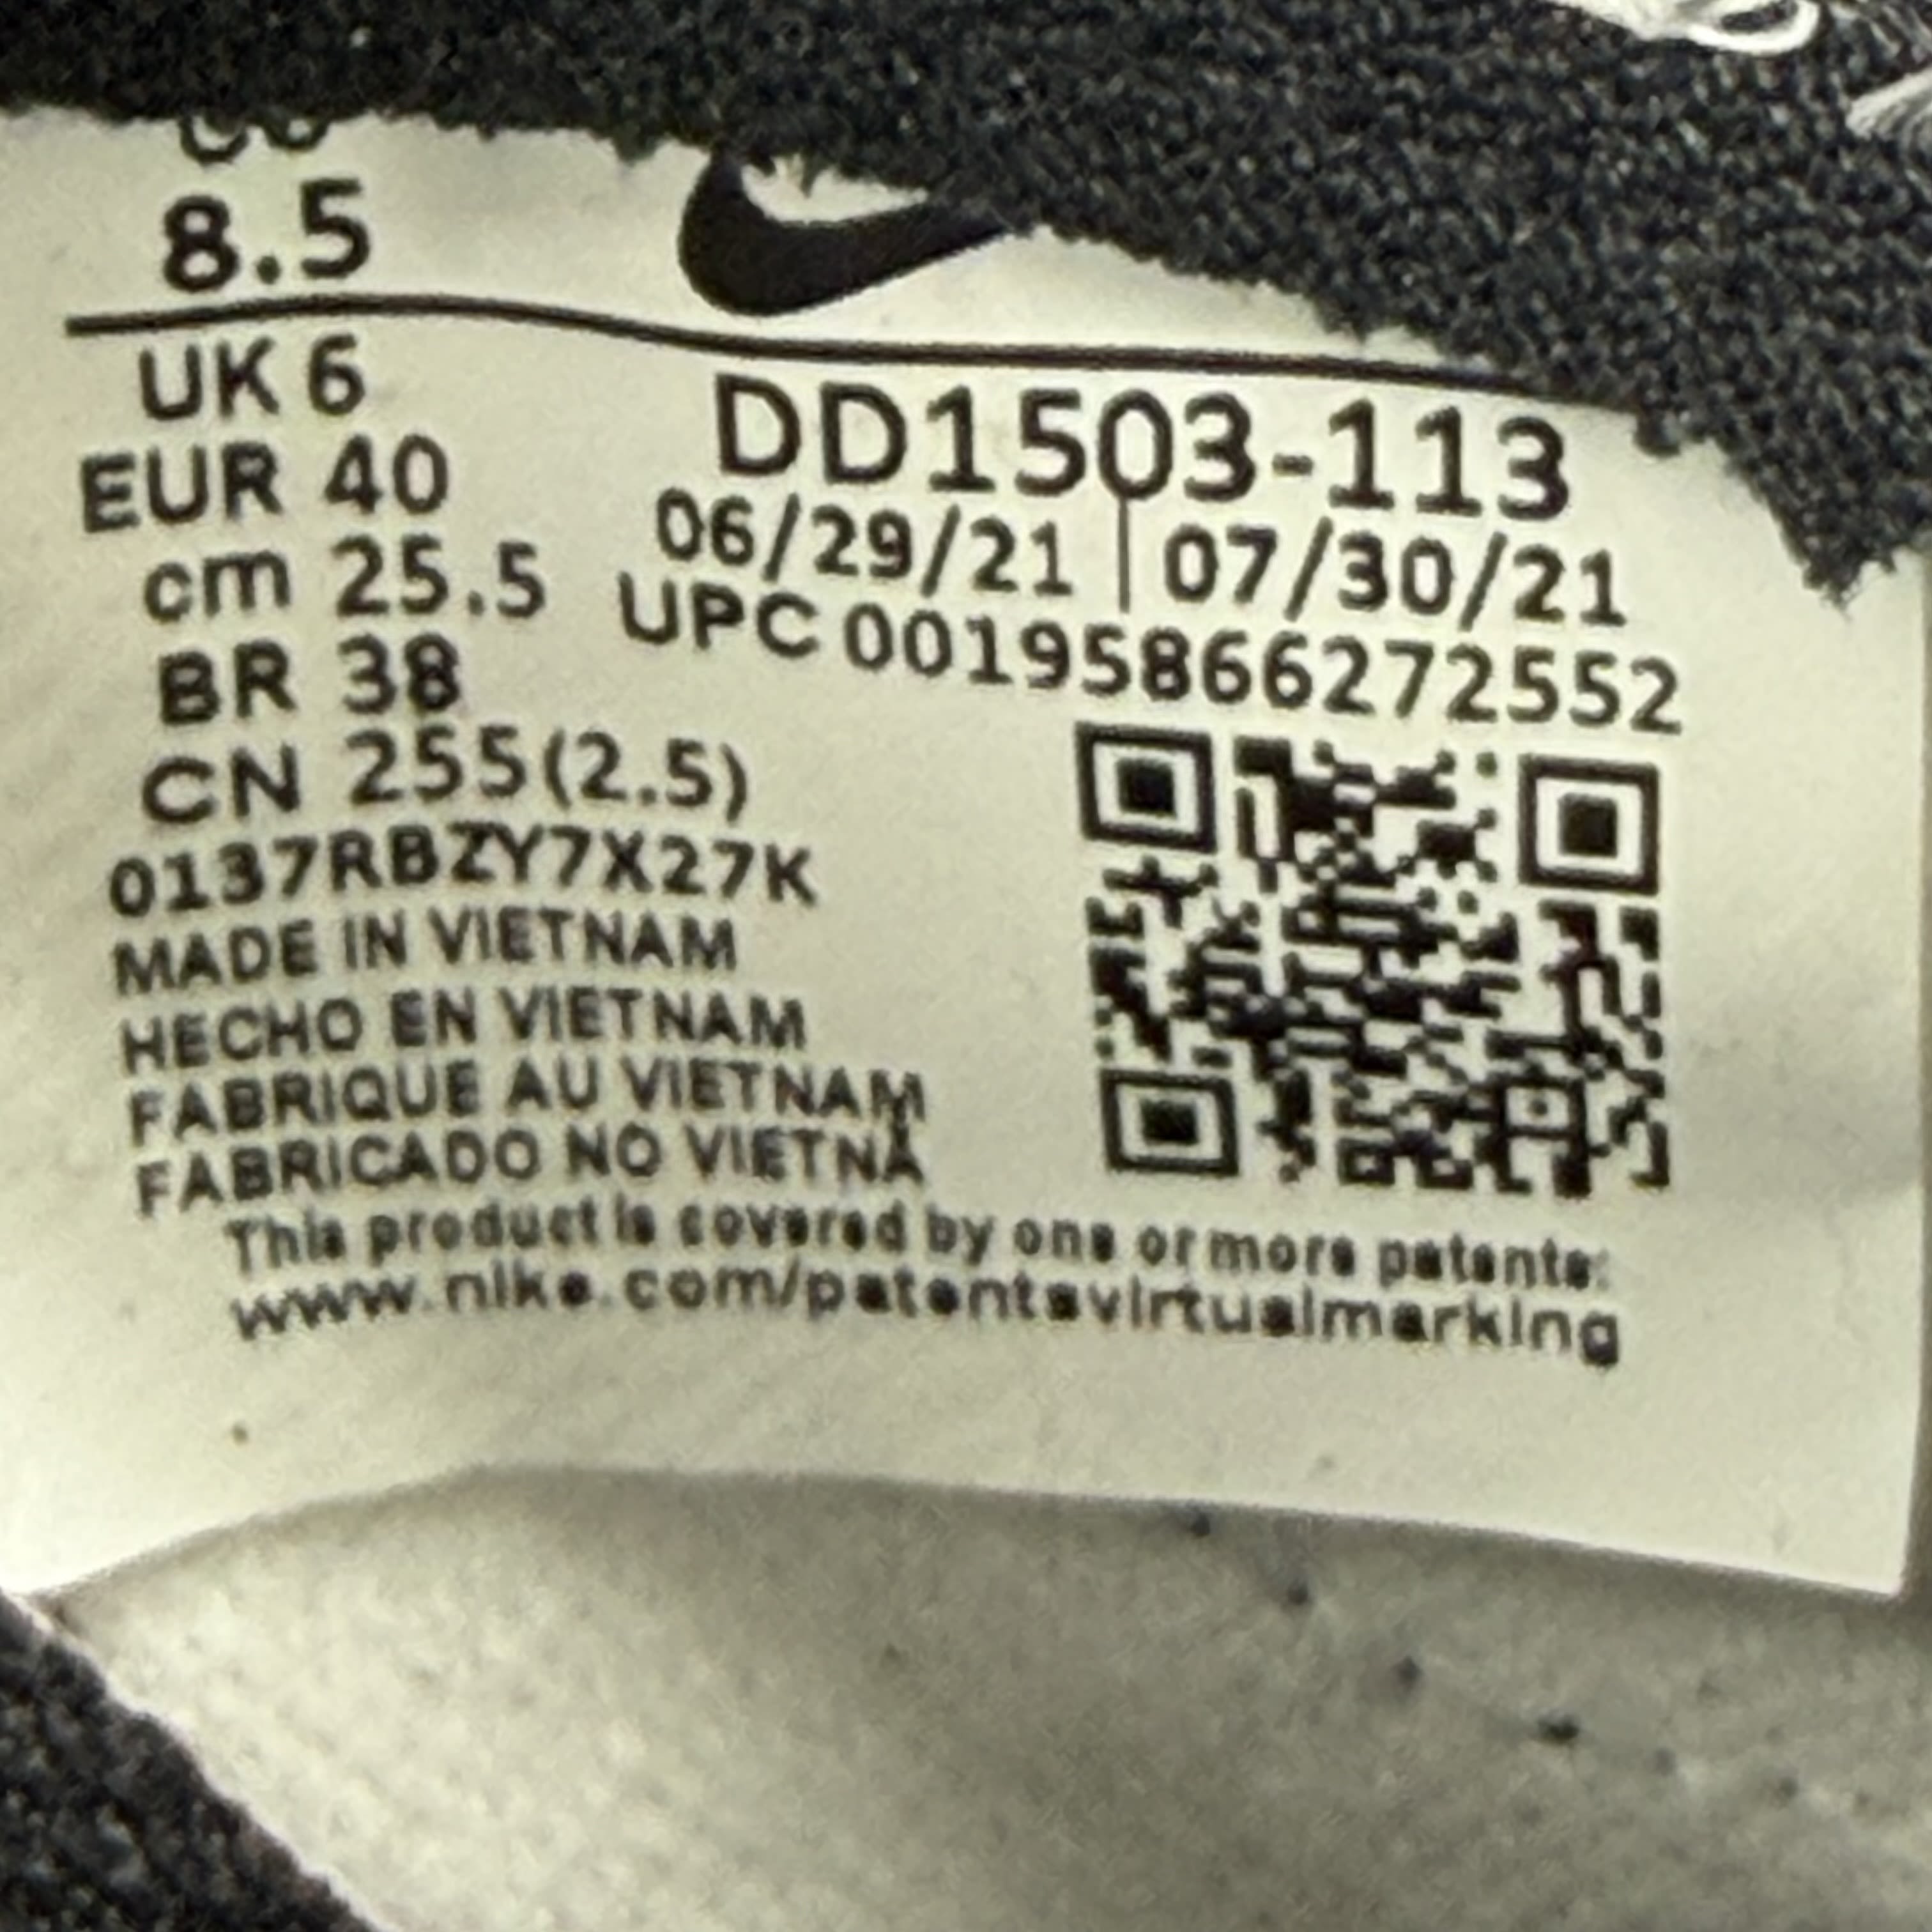 8.5
UK 6
EUR 40
cm 25.5
BR 38
CN 255(2.5)
0137RBZY7X27K
MADE IN VIETNAM
HECHO EN VIETNAM
FABRIQUE AU VIETNAM
FABRICADO NO VIETNÃ
DD1503-113
06/29/21 | 07/30/21
UPC 00195866272552
This product is covered by one or more patents:
www.nike.com/patentsvirtualmarking